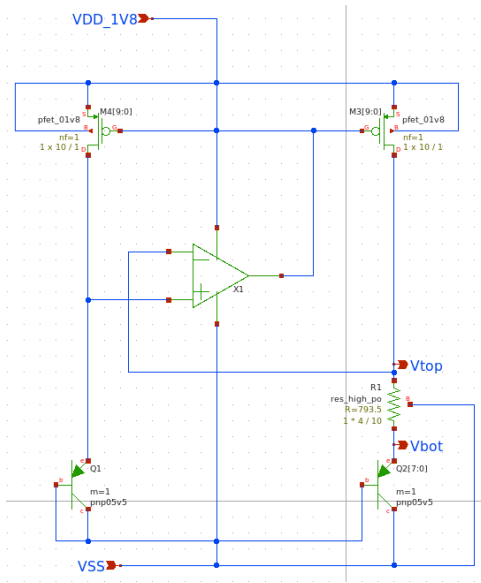 VDD_1V8
M4[9:0]
pfet_01v8
S
B
G
nf=1
1 x 10 / 1
D
M3[9:0]
S
pfet_01v8
G
B
nf=1
1 x 10 / 1
D
X1
Vtop
R1
res_high_po
B
R=793.5
1 * 4 / 10
Vbot
e
Q1
b
m=1
pnp05v5
c
e
Q2[7:0]
b
m=1
pnp05v5
c
VSS